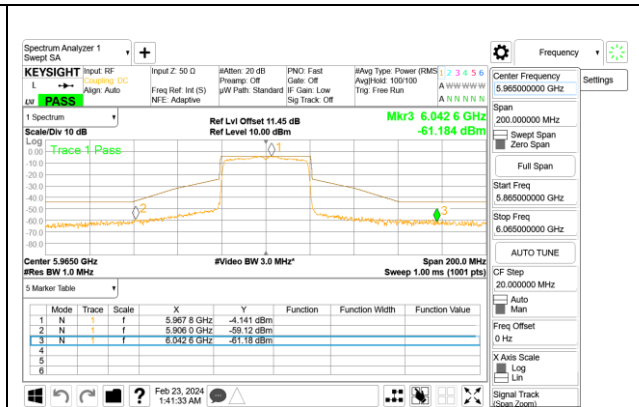 Spectrum Analyzer 1
Swept SA
+
Frequency
KEYSIGHT
Input: RF
Coupling: DC
Align: Auto
Input Z: 50 Ω
Freq Ref: Int (S)
NFE: Adaptive
#Atten: 20 dB
Preamp: Off
µW Path: Standard
PNO: Fast
Gate: Off
IF Gain: Low
Sig Track: Off
#Avg Type: Power (RMS
Avg|Hold: 100/100
Trig: Free Run
1 2 3 4 5 6
A W W W W W
A N N N N N
L
LXI
PASS
Center Frequency
5.965000000 GHz
Settings
Span
200.000000 MHz
Swept Span
Zero Span
Full Span
Start Freq
5.865000000 GHz
Stop Freq
6.065000000 GHz
AUTO TUNE
CF Step
20.000000 MHz
Auto
Man
Freq Offset
0 Hz
X Axis Scale
Log
Lin
Signal Track
(Span Zoom)
1 Spectrum
Scale/Div 10 dB
Ref Lvl Offset 11.45 dB
Ref Level 10.00 dBm
Mkr3 6.042 6 GHz
-61.184 dBm
Log
Trace 1 Pass
0.00
-10.0
-20.0
-30.0
-40.0
-50.0
-60.0
-70.0
-80.0
1
2
3
Center 5.9650 GHz
#Res BW 1.0 MHz
#Video BW 3.0 MHz*
Span 200.0 MHz
Sweep 1.00 ms (1001 pts)
5 Marker Table
Mode Trace Scale X Y Function Function Width Function Value
1 N 1 f 5.967 8 GHz -4.141 dBm
2 N 1 f 5.906 0 GHz -59.12 dBm
3 N 1 f 6.042 6 GHz -61.18 dBm
4
5
6
?
Feb 23, 2024
1:41:33 AM